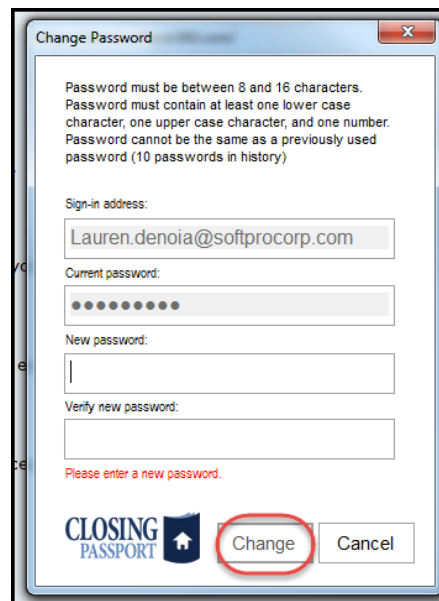 Change Password
Password must be between 8 and 16 characters.
Password must contain at least one lower case
character, one upper case character, and one number.
Password cannot be the same as a previously used
password (10 passwords in history)
Sign-in address:
Lauren.denoia@softprocorp.com
Current password:
New password:
Verify new password:
Please enter a new password.
CLOSING
PASSPORT
Change
Cancel